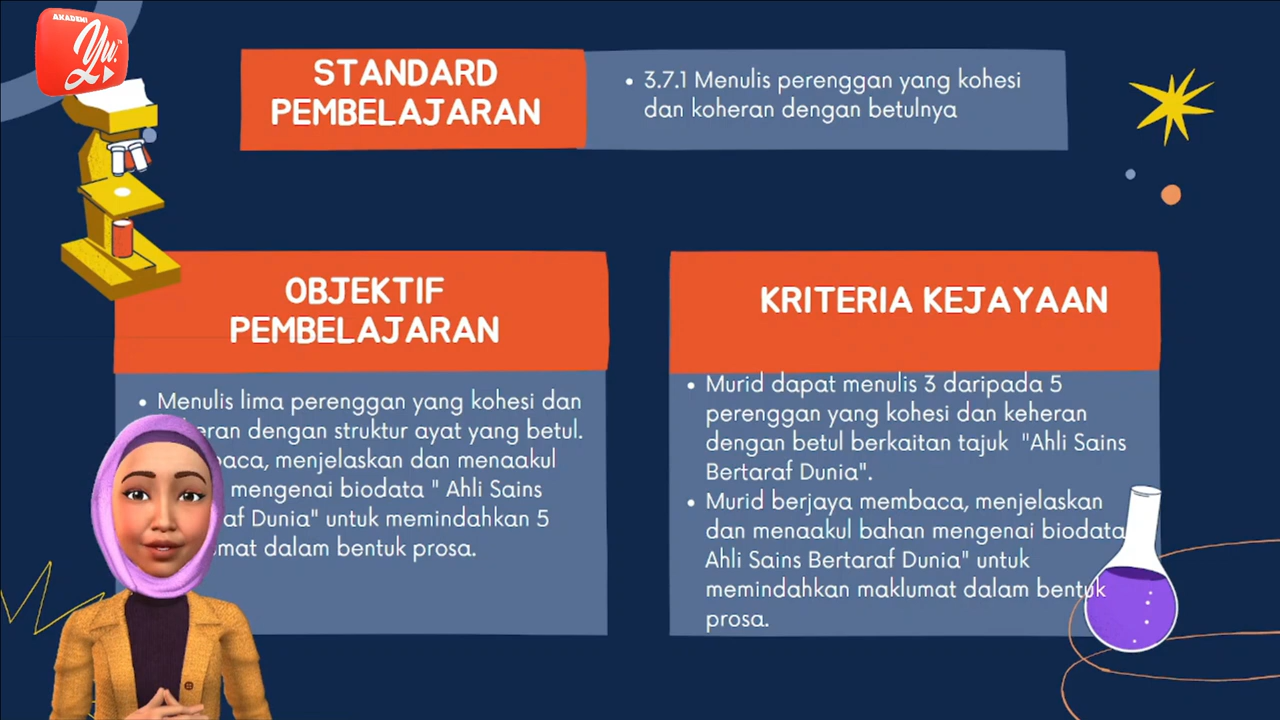 AKADEMI
Yu
STANDARD
PEMBELAJARAN
• 3.7.1 Menulis perenggan yang kohesi
dan koheran dengan betulnya
OBJEKTIF
PEMBELAJARAN
• Menulis lima perenggan yang kohesi dan
dengan struktur ayat yang betul.
menjelaskan dan menaakul
mengenai biodata " Ahli Sains
Dunia" untuk memindahkan 5
dalam bentuk prosa.
KRITERIA KEJAYAAN
• Murid dapat menulis 3 daripada 5
perenggan yang kohesi dan keheran
dengan betul berkaitan tajuk "Ahli Sains
Bertaraf Dunia".
• Murid berjaya membaca, menjelaskan
dan menaakul bahan mengenai biodata
Ahli Sains Bertaraf Dunia" untuk
memindahkan maklumat dalam bentuk
prosa.